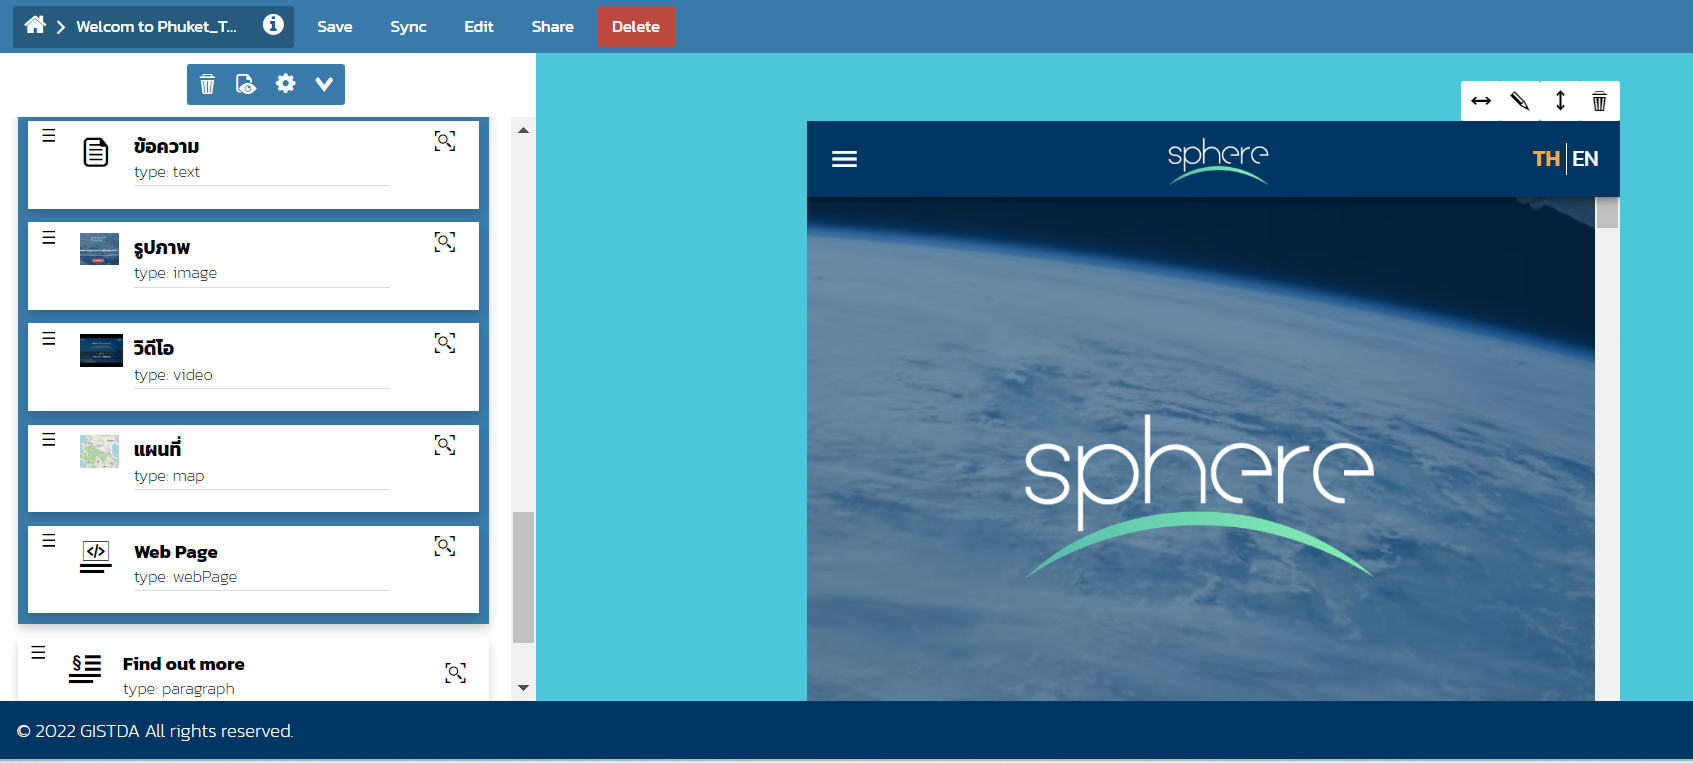 Welcom to Phuket_T...
Save
Sync
Edit
Share
Delete
ข้อความ
type: text
รูปภาพ
type: image
วิดีโอ
type: video
แผนที่
type: map
Web Page
type: webPage
Find out more
type: paragraph
sphere
TH
EN
sphere
© 2022 GISTDA All rights reserved.